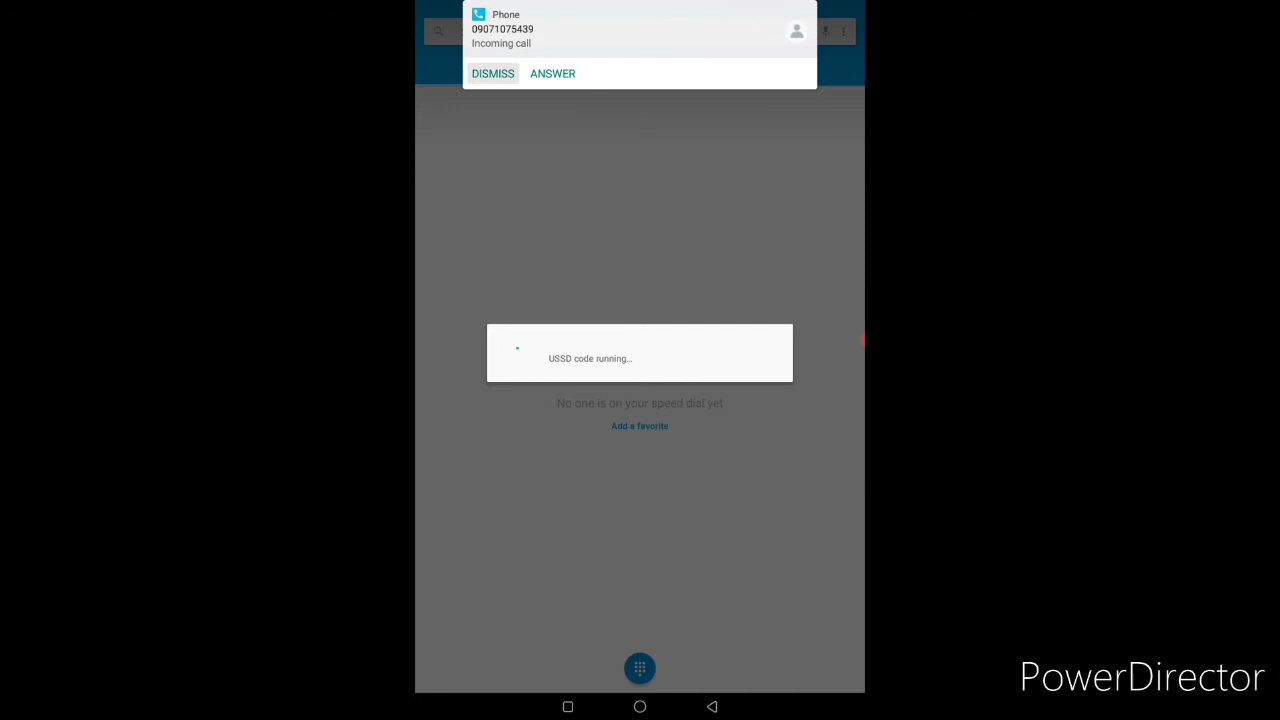 Phone
09071075439
Incoming call
DISMISS ANSWER
USSD code running...
No one is on your speed dial yet
Add a favorite
PowerDirector